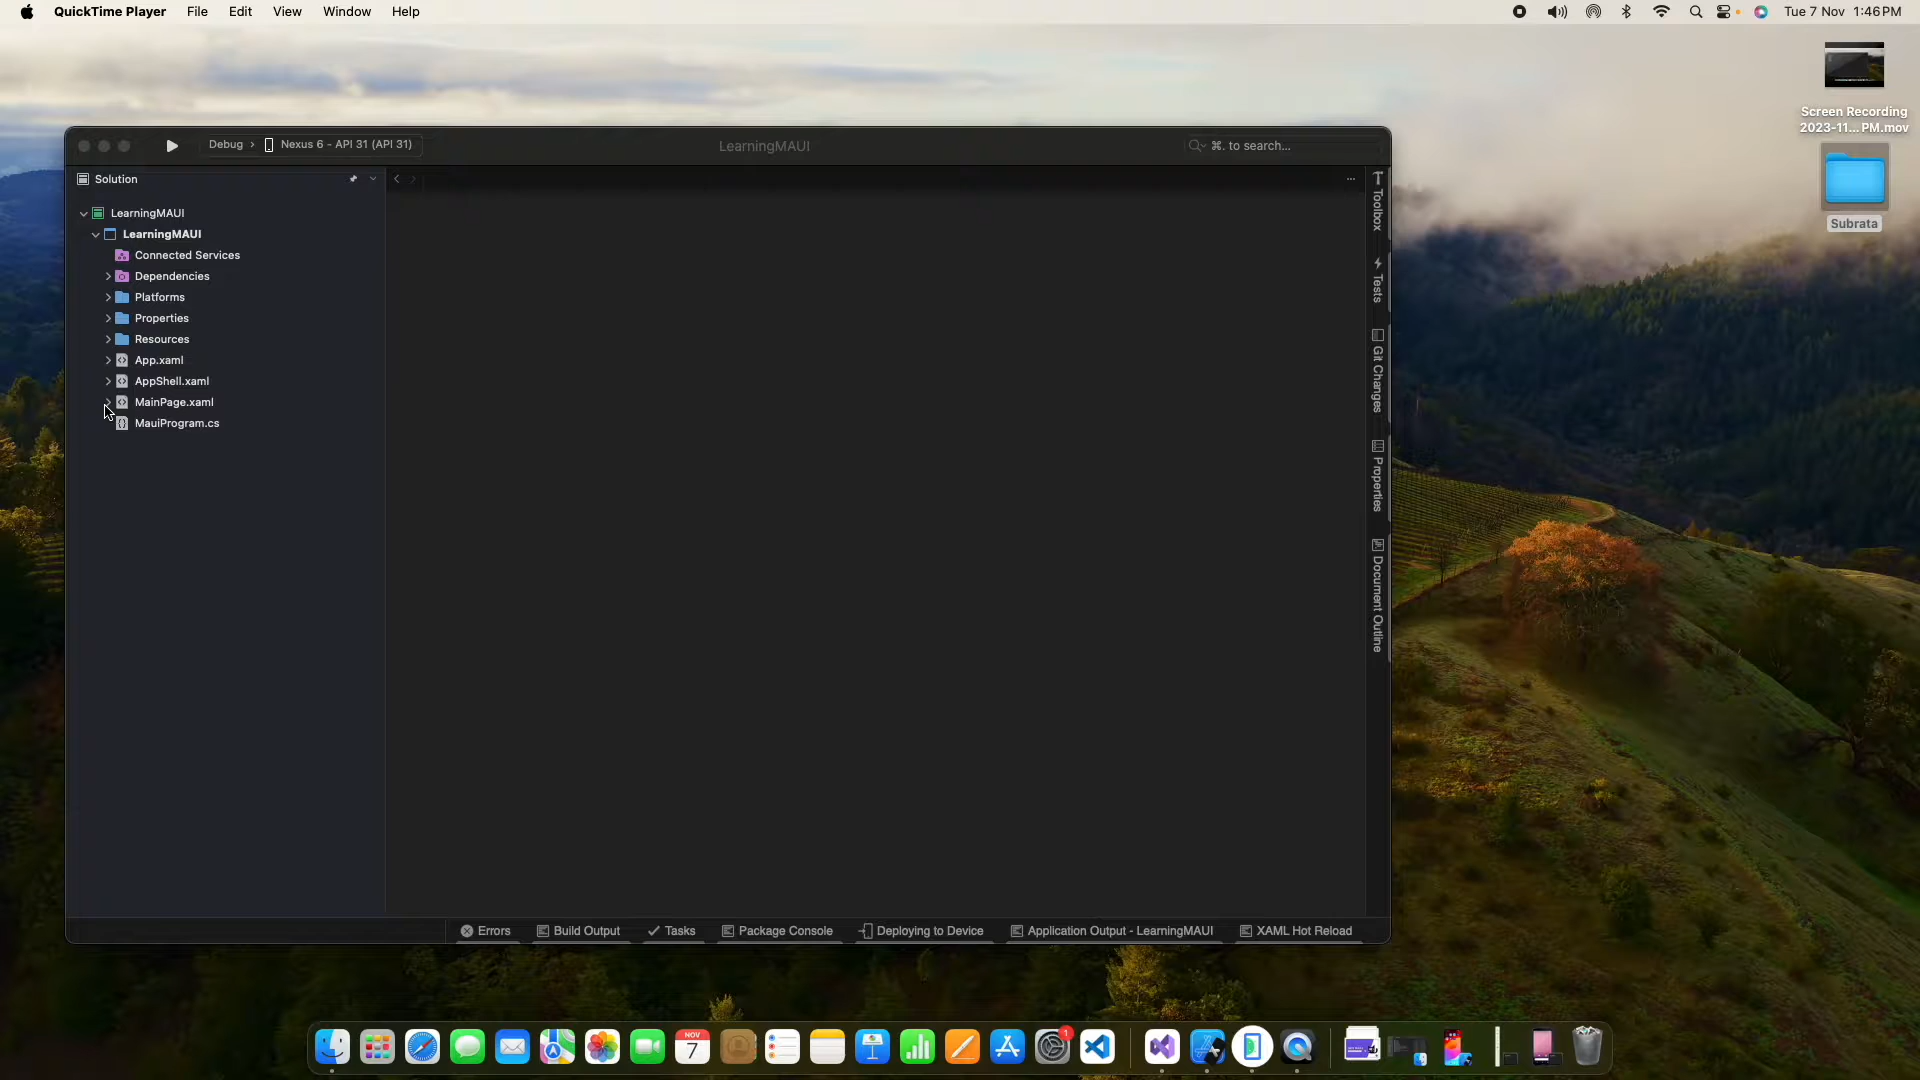 QuickTime Player File Edit View Window Help Tue 7 Nov 1:46 PM
Screen Recording
2023-11...PM.mov
Subrata
Debug > Nexus 6 - API 31 (API 31) LearningMAUI ⌘. to search...
Solution
LearningMAUI
LearningMAUI
Connected Services
Dependencies
Platforms
Properties
Resources
App.xaml
AppShell.xaml
MainPage.xaml
MauiProgram.cs
Toolbox
Tests
Git Changes
Properties
Document Outline
Errors Build Output Tasks Package Console Deploying to Device Application Output - LearningMAUI XAML Hot Reload
NOV
7
1